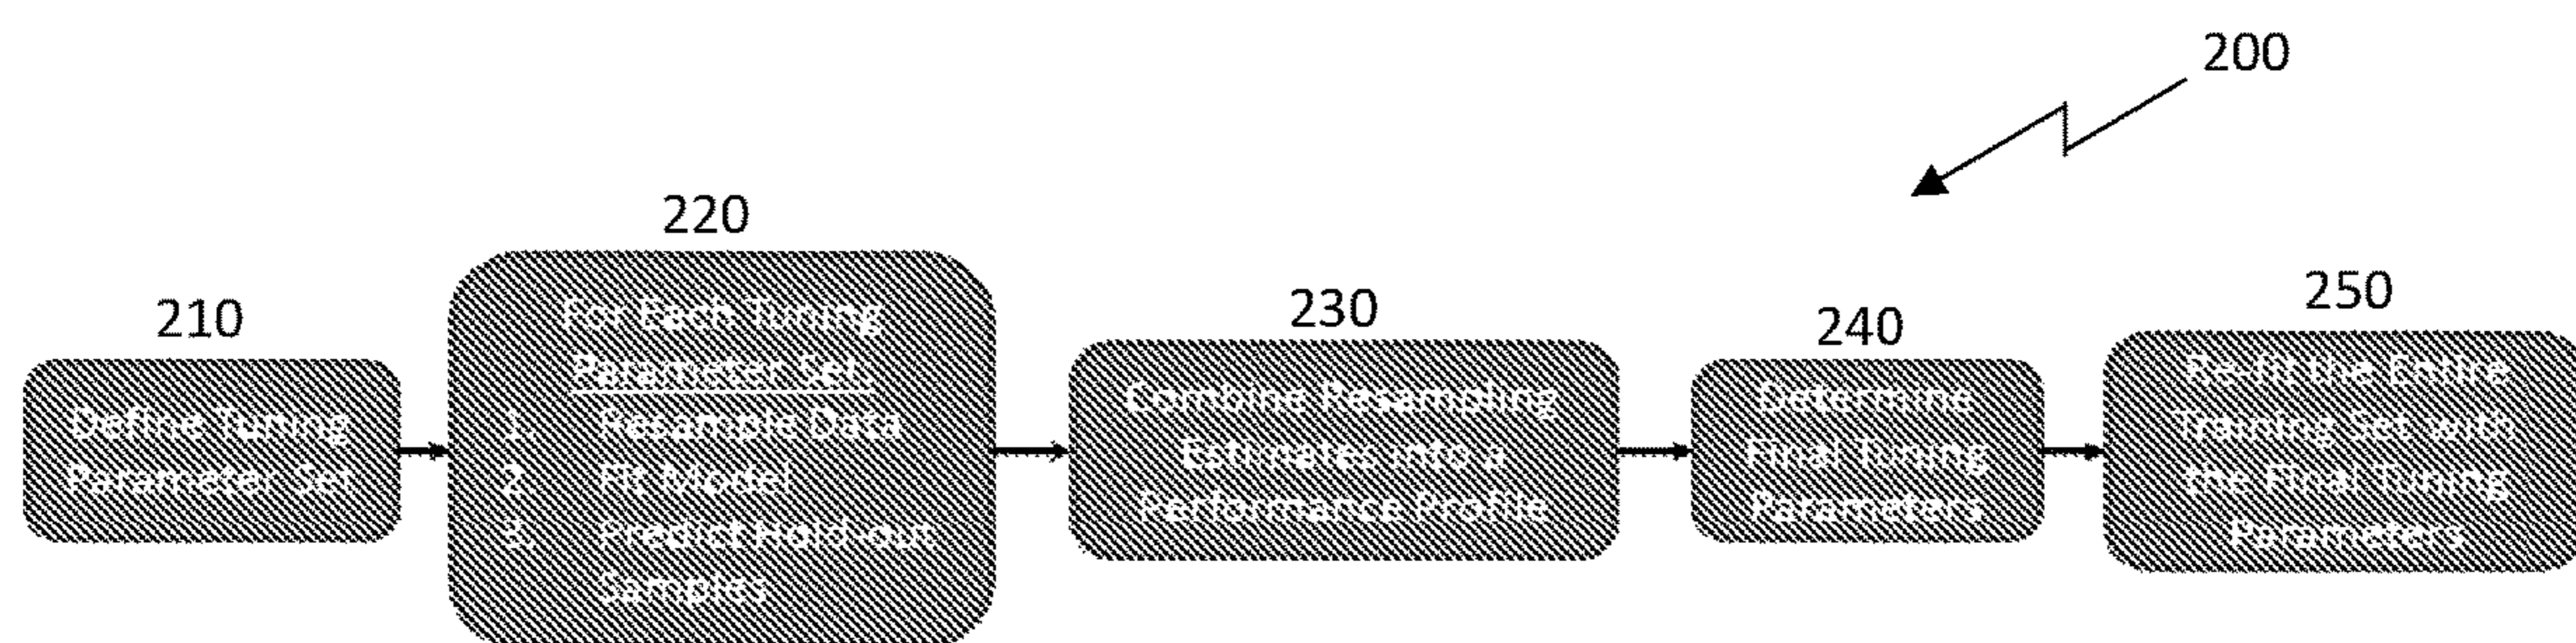 200
210
Define Tuning
Parameter Set
220
For Each Tuning
Parameter Set
1. Resample Data
2. Fit Model
3. Predict Hold-out
Samples
230
Combine Resampling
Estimates into a
Performance Profile
240
Determine
Final Tuning
Parameters
250
Re-fit the Entire
Training Set with
the Final Tuning
Parameters